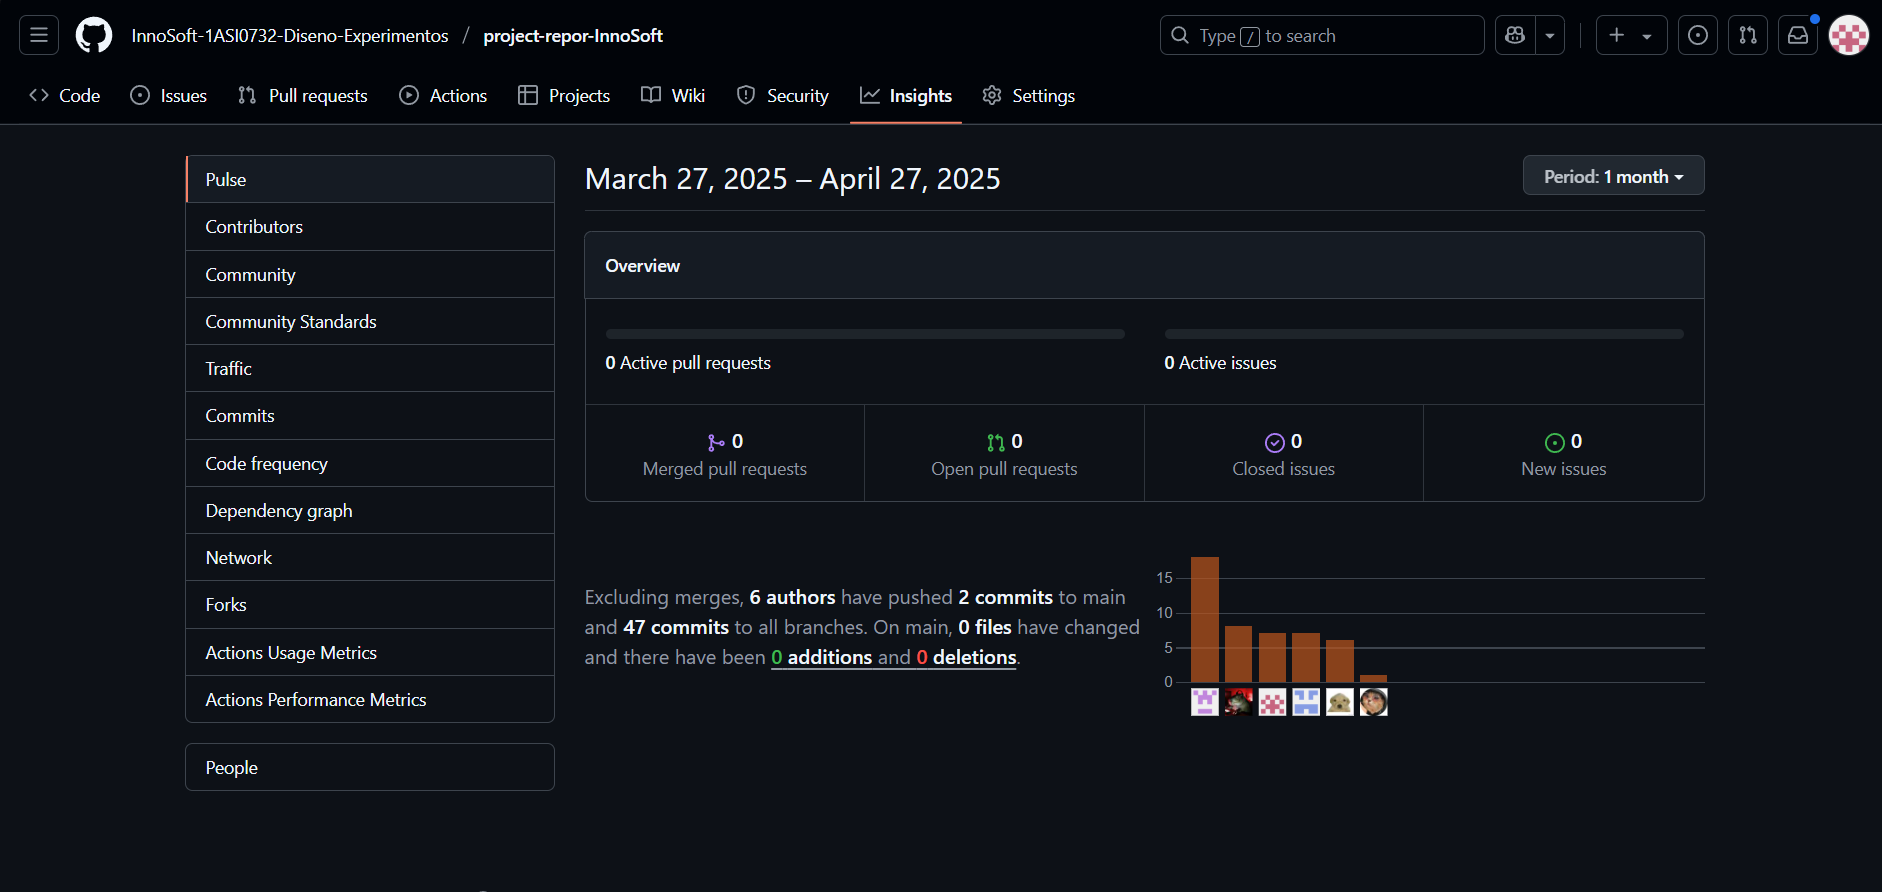 InnoSoft-1ASI0732-Diseno-Experimentos / project-repor-InnoSoft
Type / to search
Code Issues Pull requests Actions Projects Wiki Security Insights Settings
Pulse
Contributors
Community
Community Standards
Traffic
Commits
Code frequency
Dependency graph
Network
Forks
Actions Usage Metrics
Actions Performance Metrics
People
March 27, 2025 – April 27, 2025
Period: 1 month
Overview
0 Active pull requests
0 Active issues
0
Merged pull requests
0
Open pull requests
0
Closed issues
0
New issues
Excluding merges, 6 authors have pushed 2 commits to main
and 47 commits to all branches. On main, 0 files have changed
and there have been 0 additions and 0 deletions.
15
10
5
0